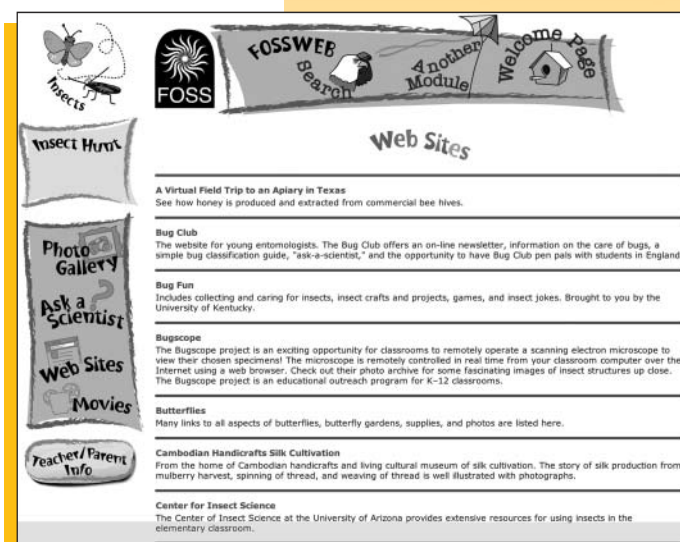 Insects
FOSS
FOSSWEB
Search
Another
Module
Welcome Page
Insect Hunt
Photo
Gallery
Ask a
Scientist
Web Sites
Movies
Teacher/Parent
Info
Web Sites
A Virtual Field Trip to an Apiary in Texas
See how honey is produced and extracted from commercial bee hives.
Bug Club
The website for young entomologists. The Bug Club offers an on-line newsletter, information on the care of bugs, a
simple bug classification guide, "ask-a-scientist," and the opportunity to have Bug Club pen pals with students in England
Bug Fun
Includes collecting and caring for insects, insect crafts and projects, games, and insect jokes. Brought to you by the
University of Kentucky.
Bugscope
The Bugscope project is an exciting opportunity for classrooms to remotely operate a scanning electron microscope to
view their chosen specimens! The microscope is remotely controlled in real time from your classroom computer over the
Internet using a web browser. Check out their photo archive for some fascinating images of insect structures up close.
The Bugscope project is an educational outreach program for K–12 classrooms.
Butterflies
Many links to all aspects of butterflies, butterfly gardens, supplies, and photos are listed here.
Cambodian Handicrafts Silk Cultivation
From the home of Cambodian handicrafts and living cultural museum of silk cultivation. The story of silk production from
mulberry harvest, spinning of thread, and weaving of thread is well illustrated with photographs.
Center for Insect Science
The Center of Insect Science at the University of Arizona provides extensive resources for using insects in the
elementary classroom.